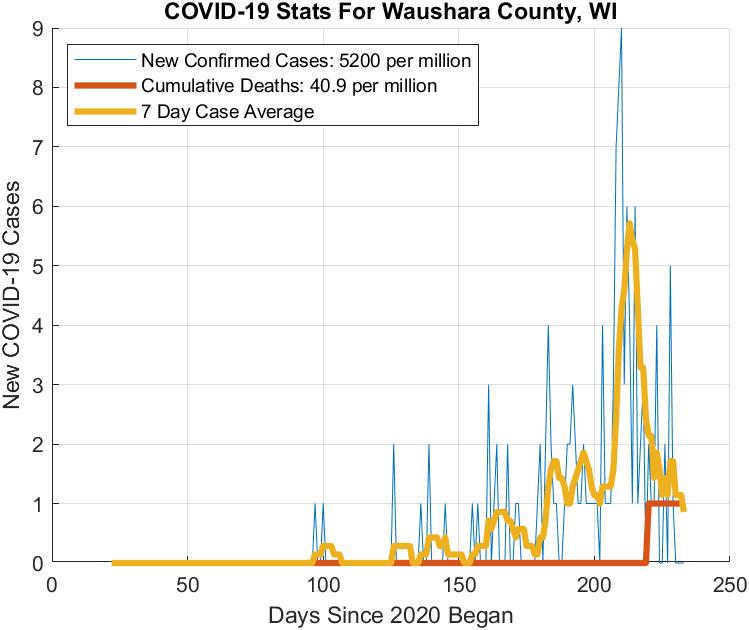 COVID-19 Stats For Waushara County, WI
New Confirmed Cases: 5200 per million
Cumulative Deaths: 40.9 per million
7 Day Case Average
New COVID-19 Cases
9
8
7
6
5
4
3
2
1
0
0 50 100 150 200 250
Days Since 2020 Began